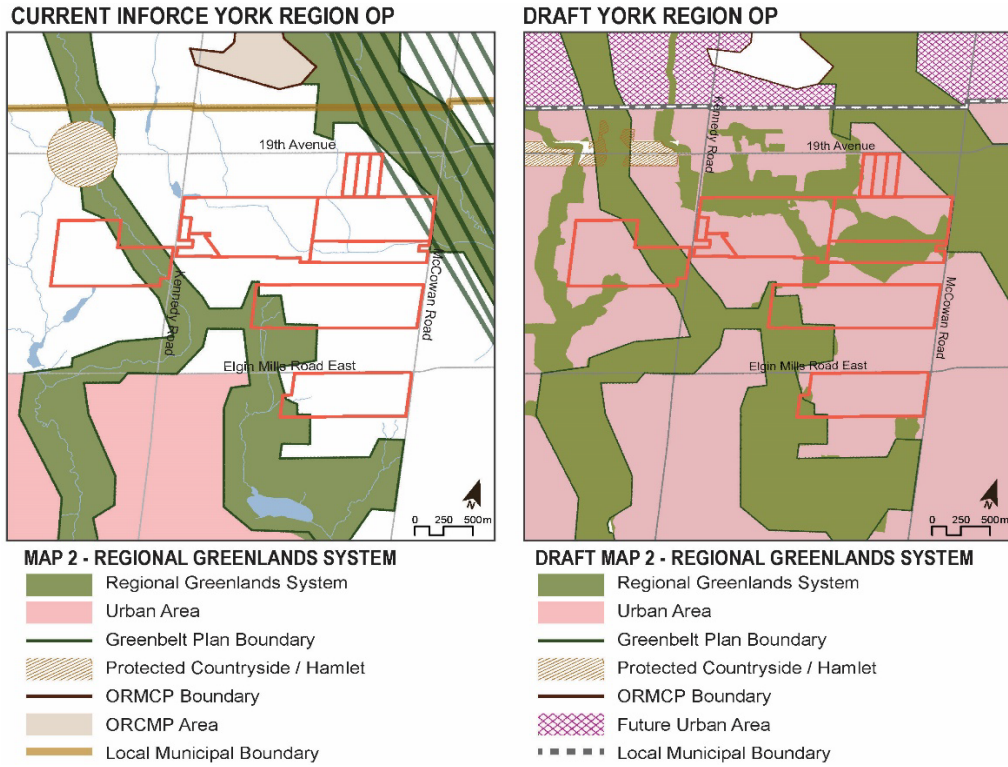 CURRENT INFORCE YORK REGION OP
19th Avenue
Kennedy Road
McCowan Road
Elgin Mills Road East
N
0 250 500m
MAP 2 - REGIONAL GREENLANDS SYSTEM
Regional Greenlands System
Urban Area
Greenbelt Plan Boundary
Protected Countryside / Hamlet
ORMCP Boundary
ORCMP Area
Local Municipal Boundary
DRAFT YORK REGION OP
Kennedy Road
19th Avenue
McCowan Road
Elgin Mills Road East
N
0 250 500m
DRAFT MAP 2 - REGIONAL GREENLANDS SYSTEM
Regional Greenlands System
Urban Area
Greenbelt Plan Boundary
Protected Countryside / Hamlet
ORMCP Boundary
Future Urban Area
Local Municipal Boundary